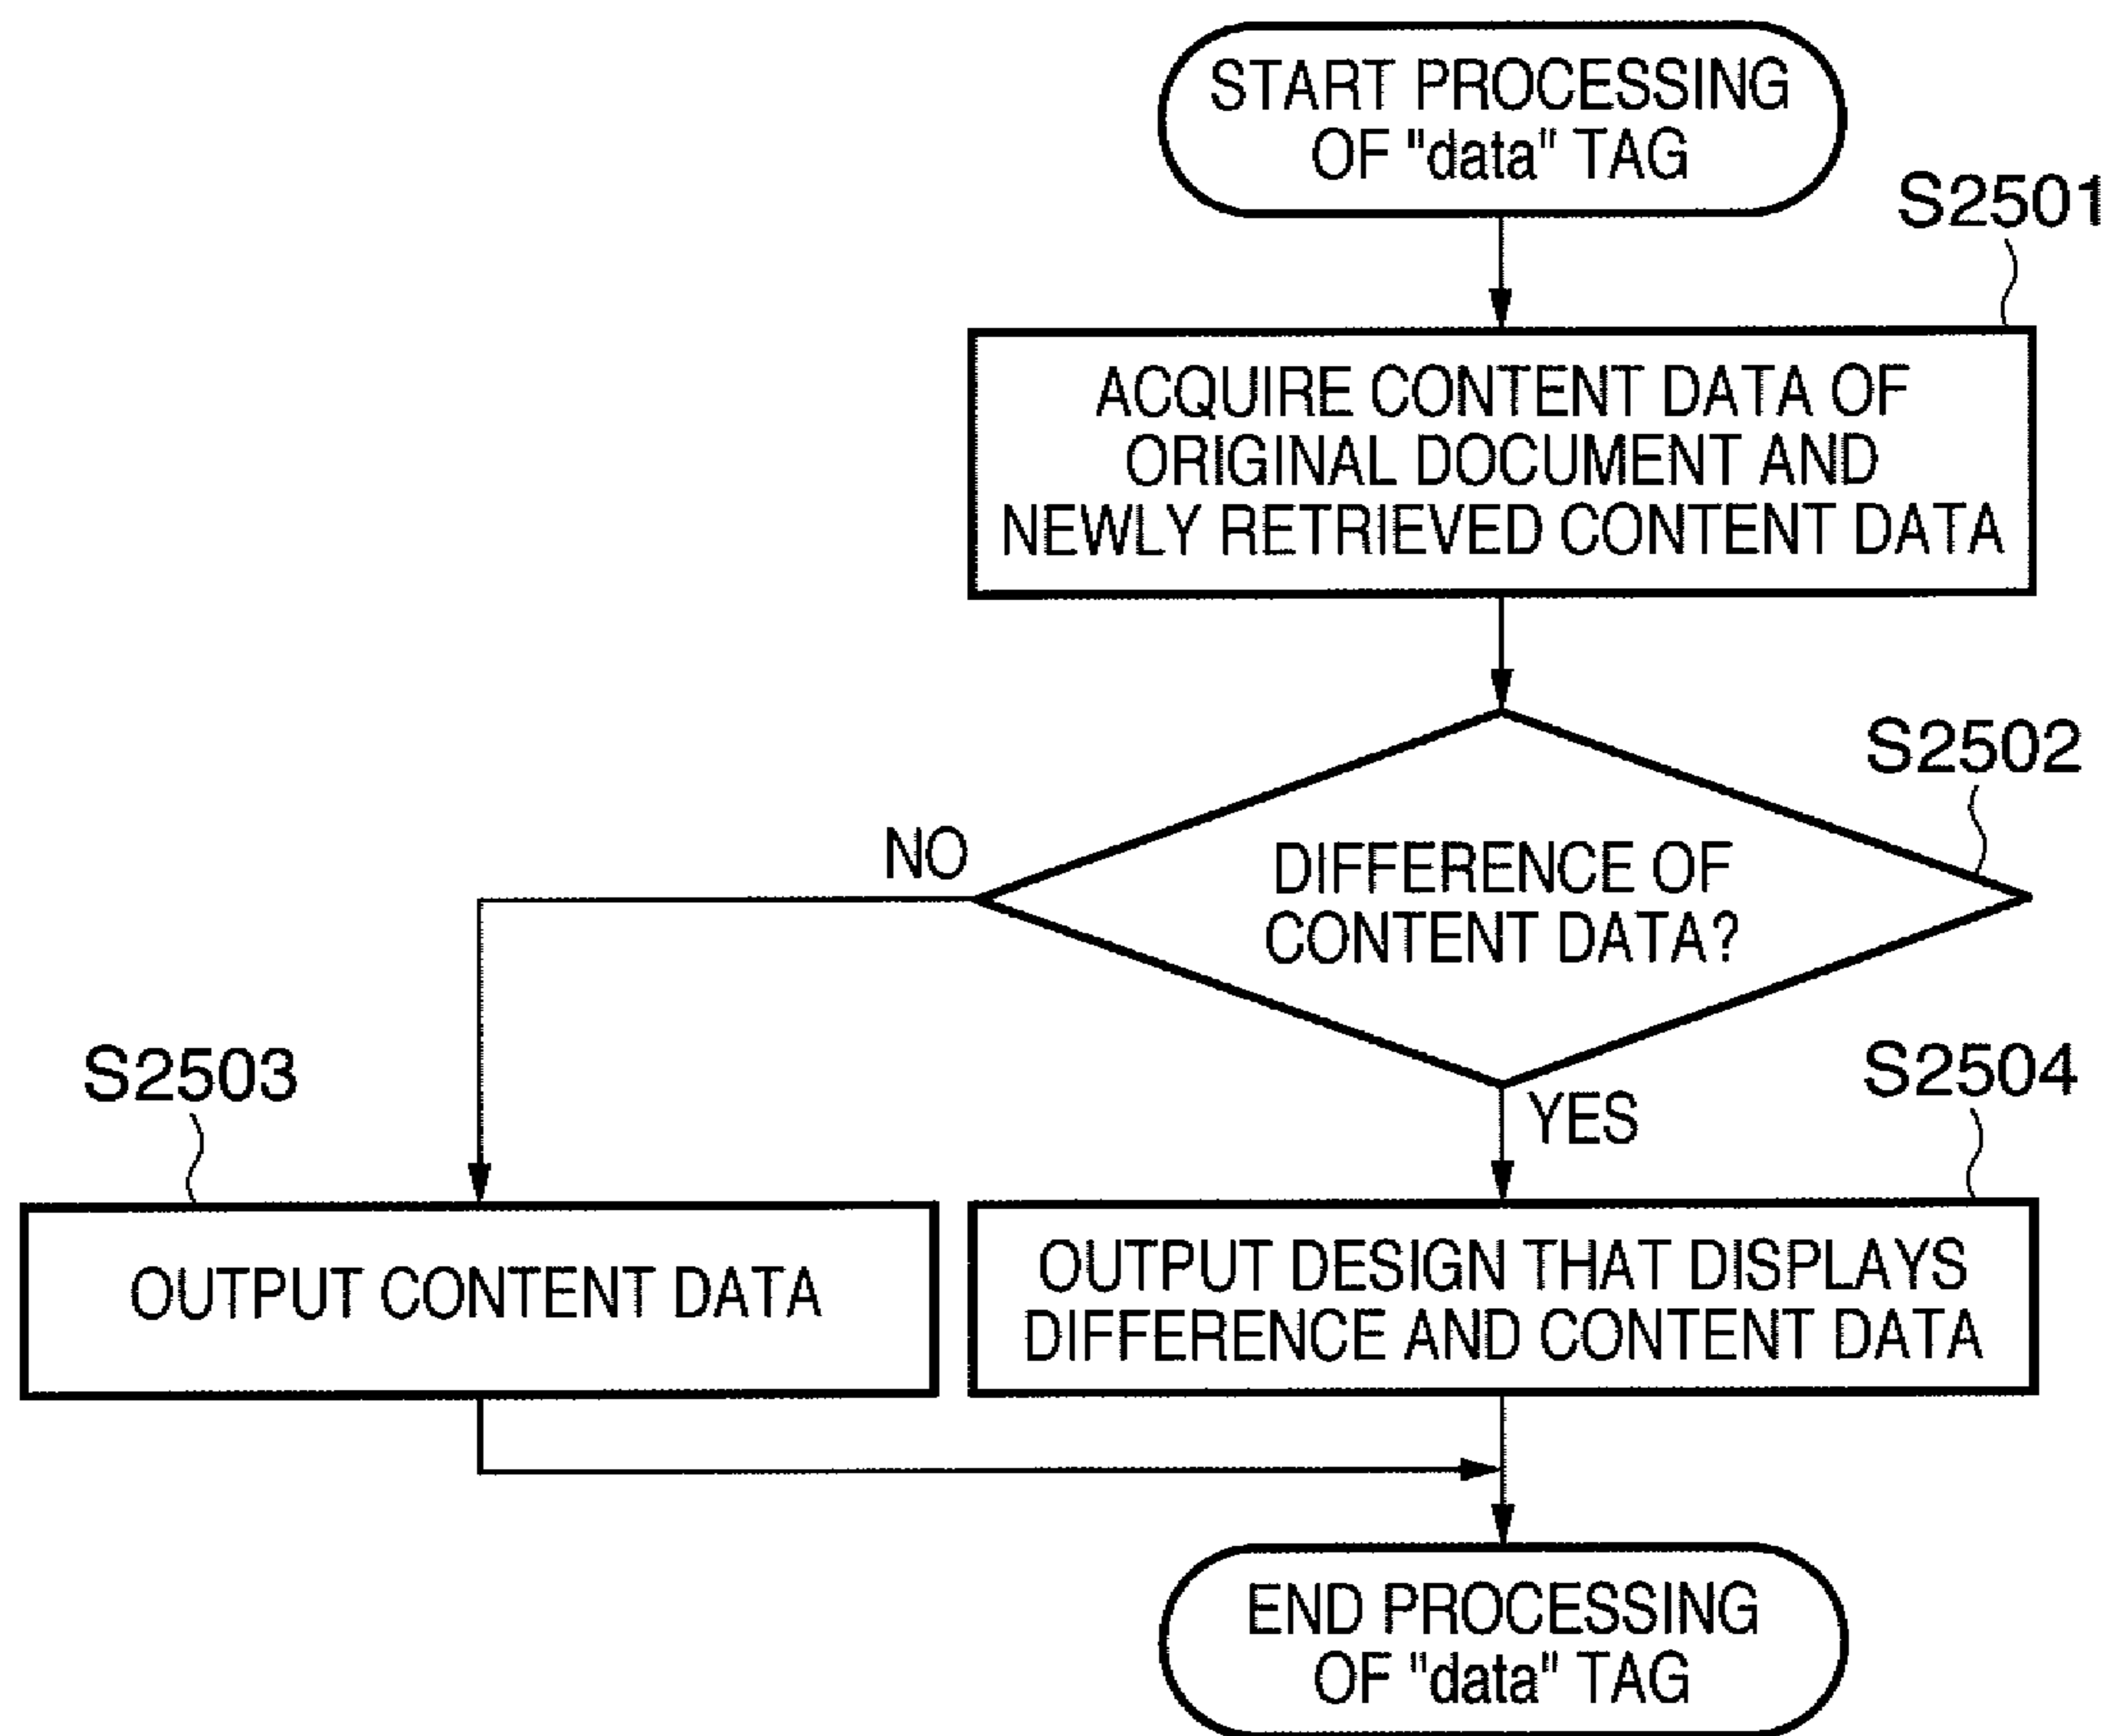 START PROCESSING
OF "data" TAG
S2501
ACQUIRE CONTENT DATA OF
ORIGINAL DOCUMENT AND
NEWLY RETRIEVED CONTENT DATA
S2502
NO
DIFFERENCE OF
CONTENT DATA?
S2503
S2504
YES
OUTPUT CONTENT DATA
OUTPUT DESIGN THAT DISPLAYS
DIFFERENCE AND CONTENT DATA
END PROCESSING
OF "data" TAG